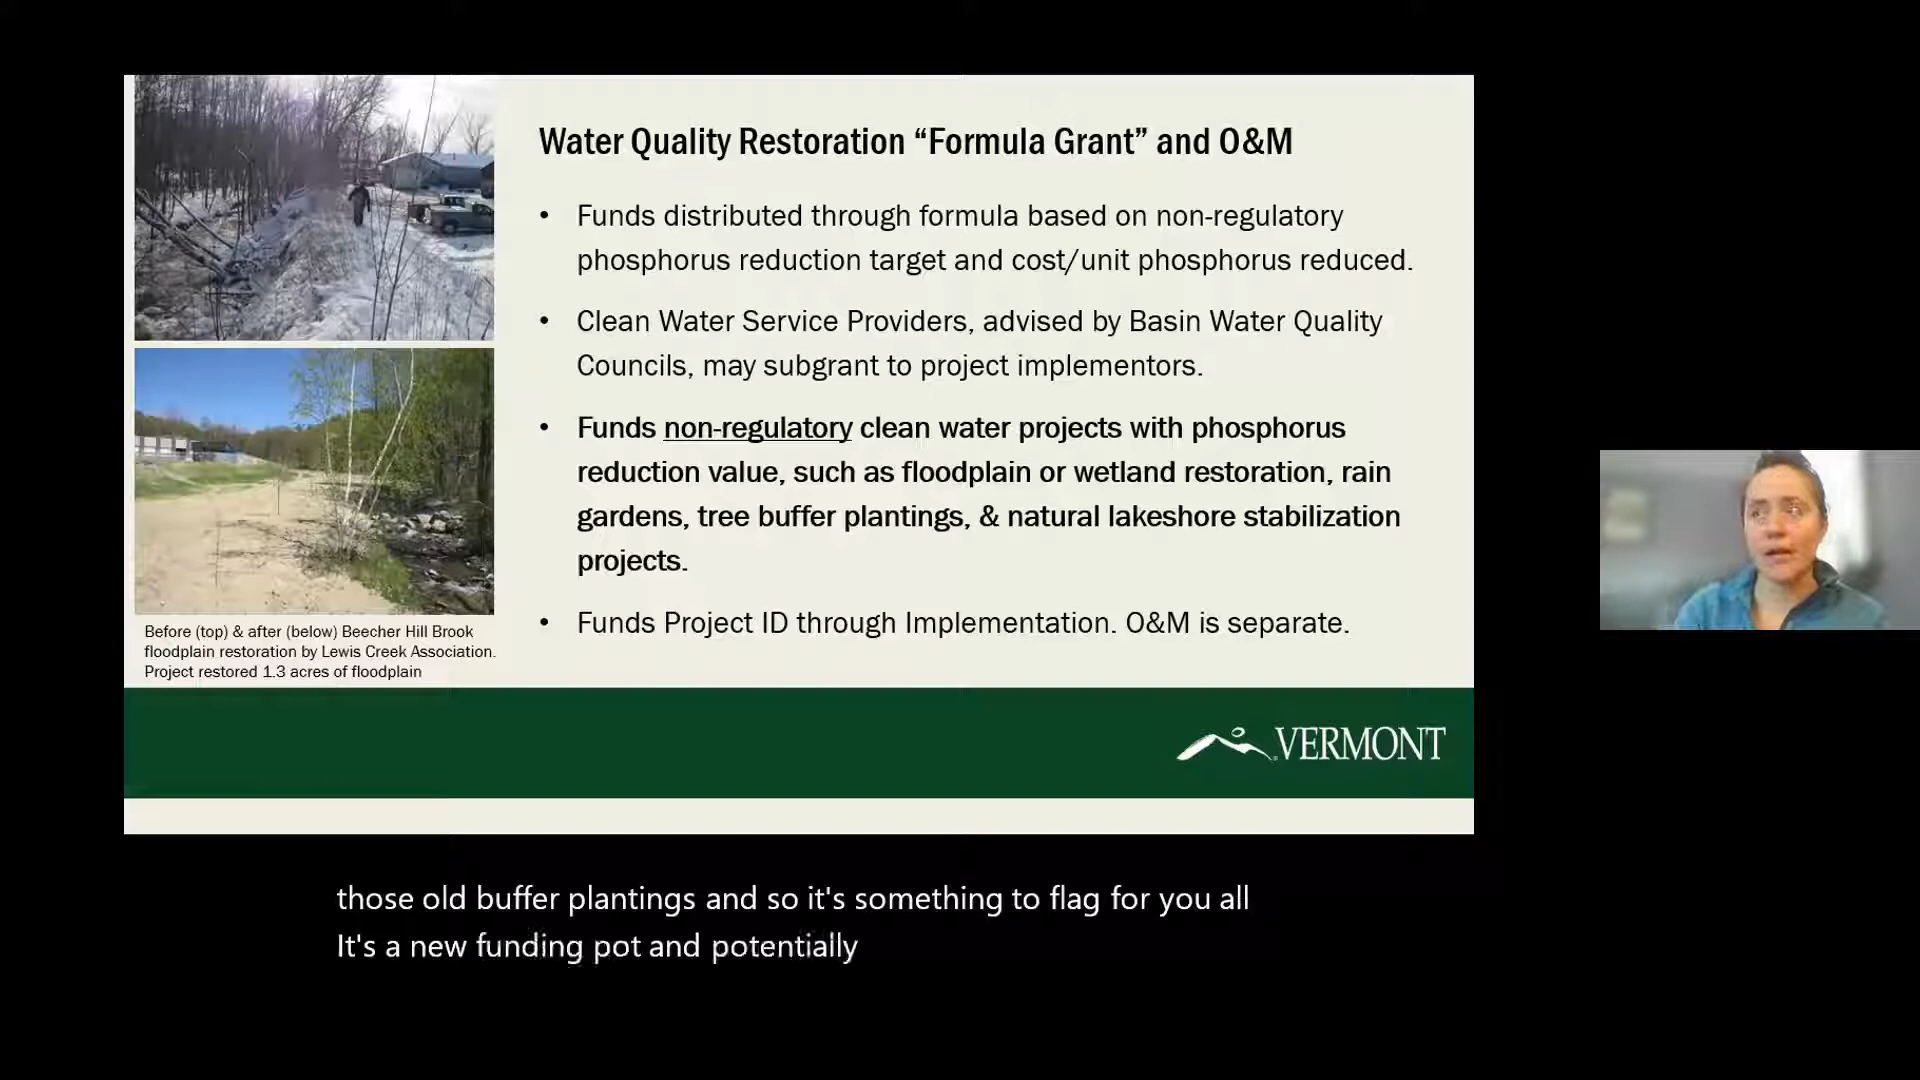 Water Quality Restoration “Formula Grant” and O&M
• Funds distributed through formula based on non-regulatory
phosphorus reduction target and cost/unit phosphorus reduced.
• Clean Water Service Providers, advised by Basin Water Quality
Councils, may subgrant to project implementors.
• Funds non-regulatory clean water projects with phosphorus
reduction value, such as floodplain or wetland restoration, rain
gardens, tree buffer plantings, & natural lakeshore stabilization
projects.
• Funds Project ID through Implementation. O&M is separate.
Before (top) & after (below) Beecher Hill Brook
floodplain restoration by Lewis Creek Association.
Project restored 1.3 acres of floodplain
VERMONT
those old buffer plantings and so it's something to flag for you all
It's a new funding pot and potentially